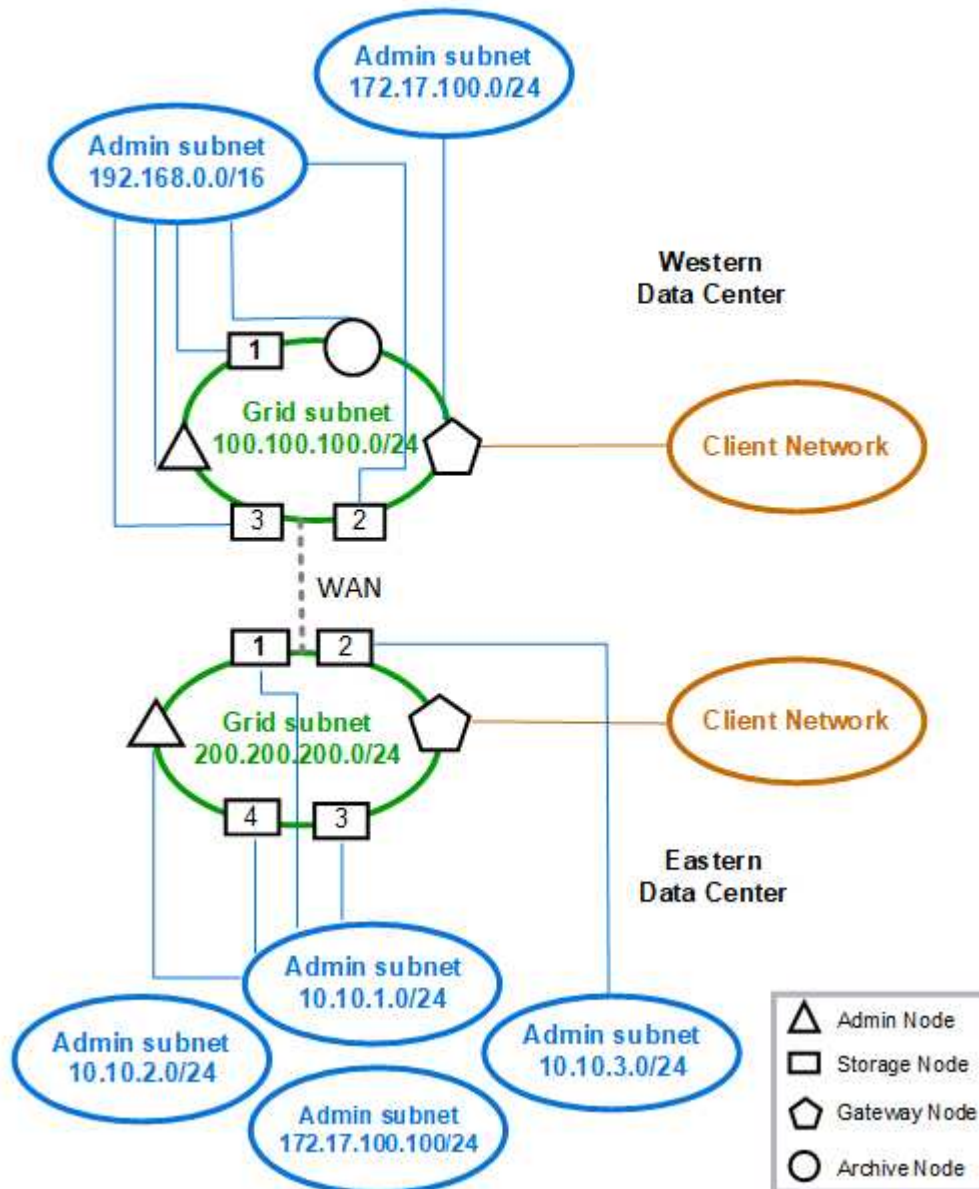 Admin subnet
172.17.100.0/24
Admin subnet
192.168.0.0/16
Western
Data Center
1
Grid subnet
100.100.100.0/24
Client Network
3
2
WAN
1
2
Grid subnet
200.200.200.0/24
Client Network
4
3
Eastern
Data Center
Admin subnet
10.10.1.0/24
Admin subnet
10.10.2.0/24
Admin subnet
10.10.3.0/24
Admin subnet
172.17.100.100/24
Admin Node
Storage Node
Gateway Node
Archive Node